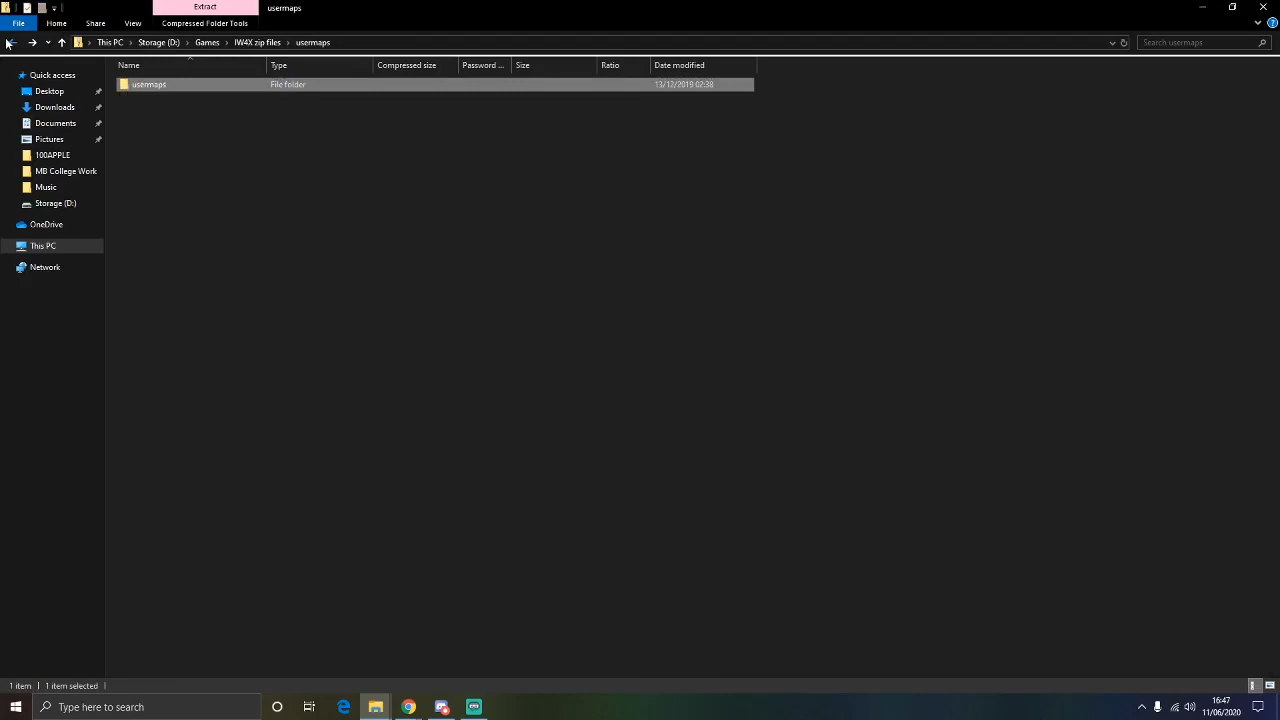 Extract
usermaps
File
Home
Share
View
Compressed Folder Tools
This PC
Storage (D:)
Games
IW4X zip files
usermaps
Search usermaps
Name
Type
Compressed size
Password ...
Size
Ratio
Date modified
usermaps
File folder
13/12/2019 02:38
Quick access
Desktop
Downloads
Documents
Pictures
100APPLE
MB College Work
Music
Storage (D:)
OneDrive
This PC
Network
1 item
1 item selected
Type here to search
16:47
11/06/2020